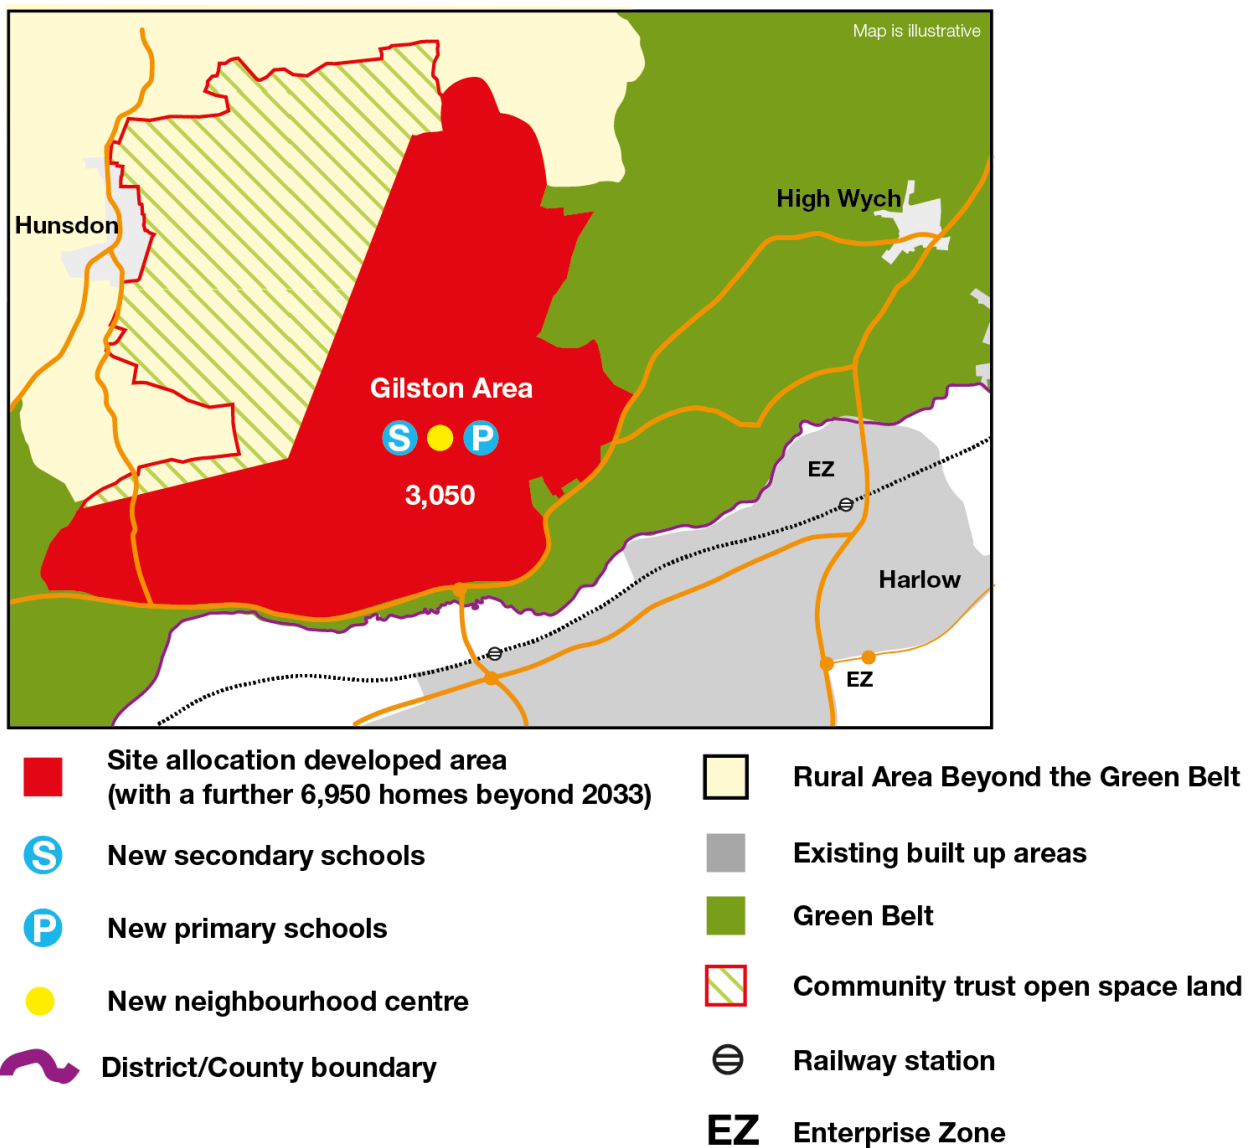 Map is illustrative
High Wych
Hunsdon
Gilston Area
S
P
3,050
EZ
Harlow
EZ
Site allocation developed area
(with a further 6,950 homes beyond 2033)
S
New secondary schools
P
New primary schools
New neighbourhood centre
District/County boundary
Rural Area Beyond the Green Belt
Existing built up areas
Green Belt
Community trust open space land
Railway station
EZ
Enterprise Zone